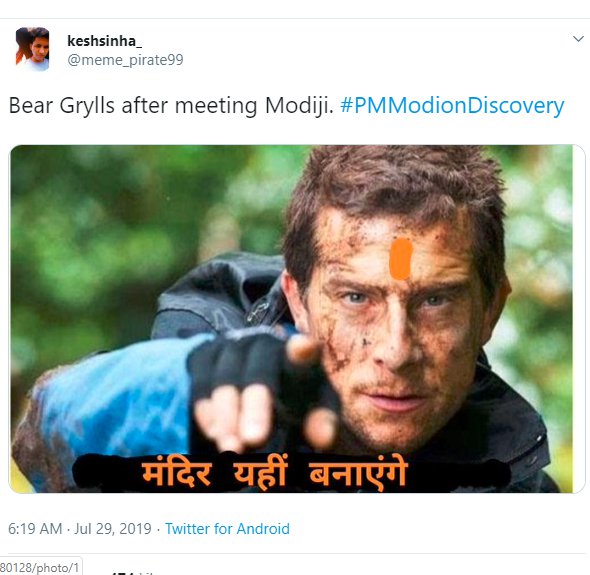 keshsinha_
@meme_pirate99
Bear Grylls after meeting Modiji. #PMModionDiscovery
मंदिर यहीं बनाएंगे
6:19 AM · Jul 29, 2019 · Twitter for Android
80128/photo/1